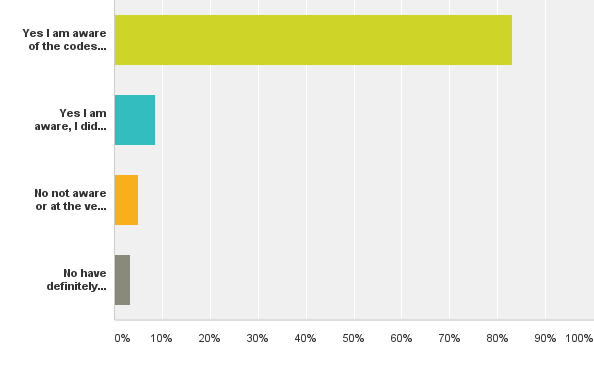 Yes I am aware
of the codes...
Yes I am
aware, I did...
No not aware
or at the ve...
No have
definitely...
0% 10% 20% 30% 40% 50% 60% 70% 80% 90% 100%